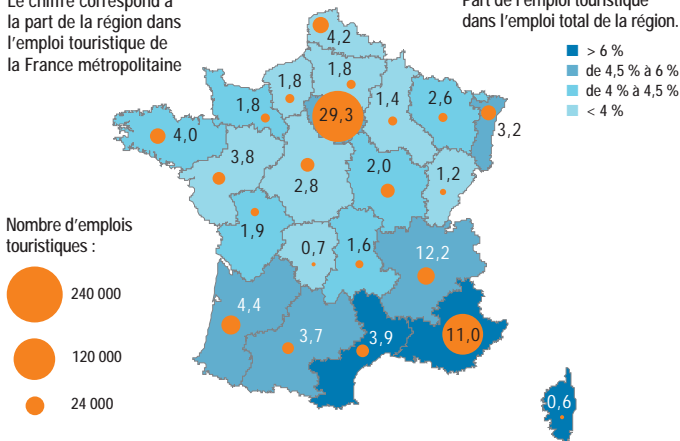 Le chiffre correspond à
la part de la région dans
l'emploi touristique de
la France métropolitaine
Part de l'emploi touristique
dans l'emploi total de la région.
> 6 %
de 4,5 % à 6 %
de 4 % à 4,5 %
< 4 %
4,2
1,8
1,8
1,8
29,3
1,4
2,6
3,2
4,0
3,8
2,8
2,0
1,2
1,9
0,7
1,6
12,2
4,4
3,7
3,9
11,0
0,6
Nombre d'emplois
touristiques :
240 000
120 000
24 000